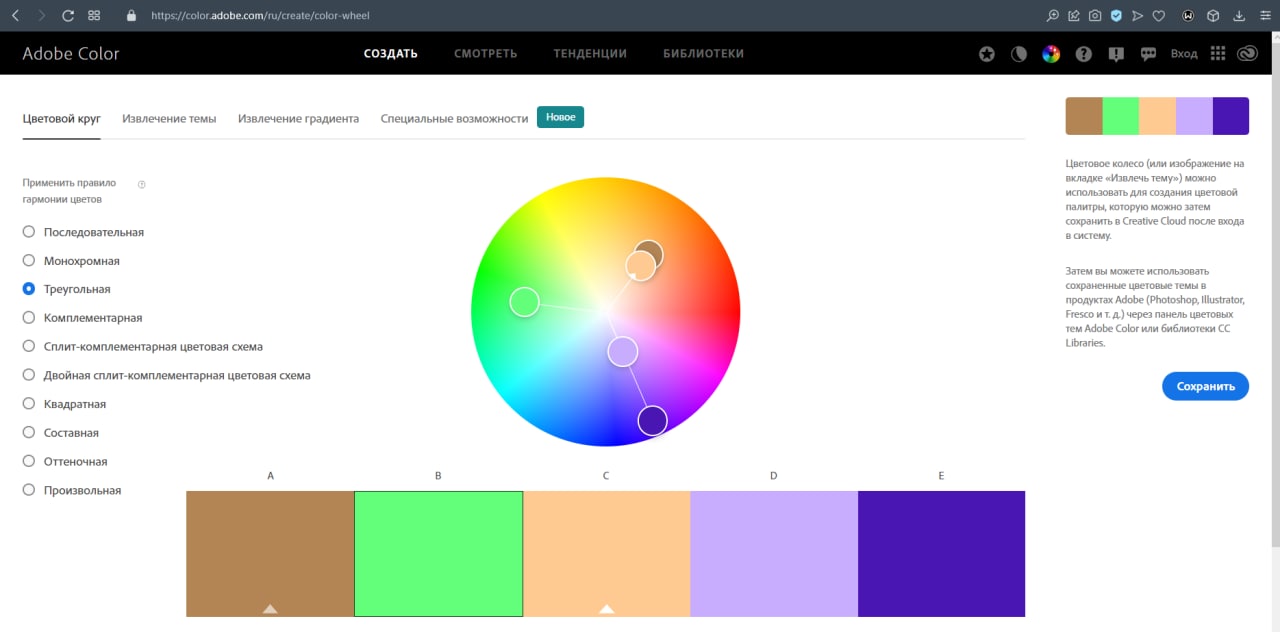 https://color.adobe.com/ru/create/color-wheel
Adobe Color
СОЗДАТЬ
СМОТРЕТЬ
ТЕНДЕНЦИИ
БИБЛИОТЕКИ
Вход
Цветовой круг
Извлечение темы
Извлечение градиента
Специальные возможности
Новое
Применить правило
гармонии цветов
Последовательная
Монохромная
Треугольная
Комплементарная
Сплит-комплементарная цветовая схема
Двойная сплит-комплементарная цветовая схема
Квадратная
Составная
Оттеночная
Произвольная
A
B
C
D
E
Цветовое колесо (или изображение на
вкладке «Извлечь тему») можно
использовать для создания цветовой
палитры, которую можно затем
сохранить в Creative Cloud после входа
в систему.
Затем вы можете использовать
сохраненные цветовые темы в
продуктах Adobe (Photoshop, Illustrator,
Fresco и т. д.) через панель цветовых
тем Adobe Color или библиотеки CC
Libraries.
Сохранить